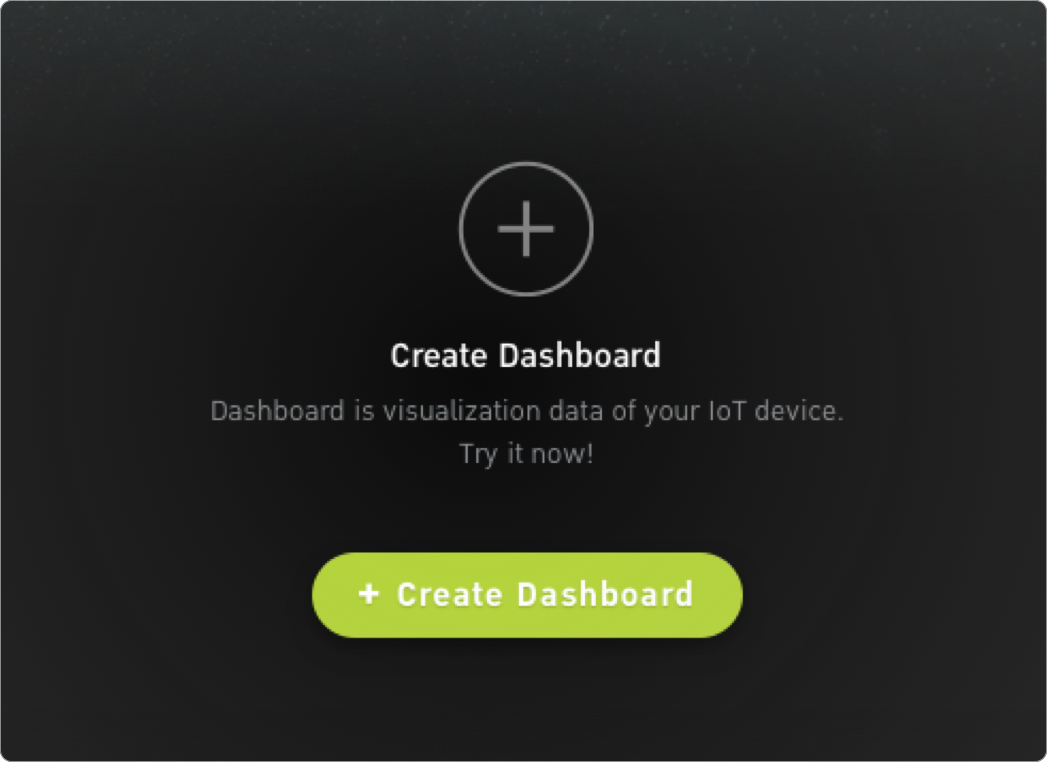 Create Dashboard
Dashboard is visualization data of your IoT device.
Try it now!
+ Create Dashboard